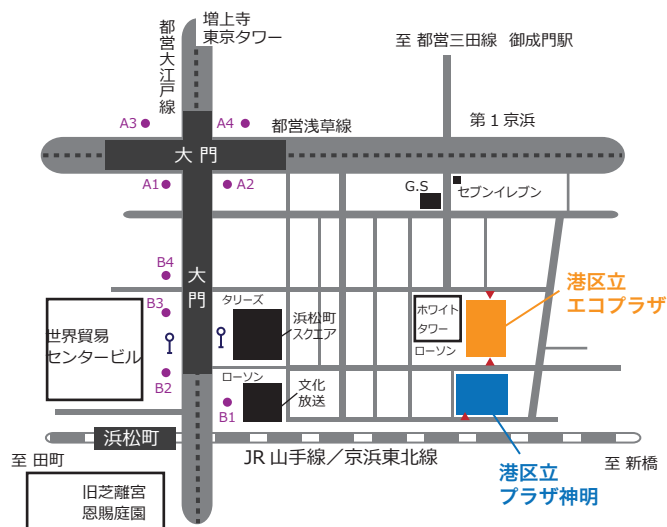 都営大江戸線
増上寺
東京タワー
至 都営三田線 御成門駅
A3
A4
都営浅草線
第1京浜
大門
A1
A2
G.S
セブンイレブン
B4
大門
B3
タリーズ
浜松町
スクエア
ホワイト
タワー
ローソン
港区立
エコプラザ
世界貿易
センタービル
B2
ローソン
B1
文化
放送
浜松町
至 田町
JR山手線／京浜東北線
港区立
プラザ神明
至 新橋
旧芝離宮
恩賜庭園